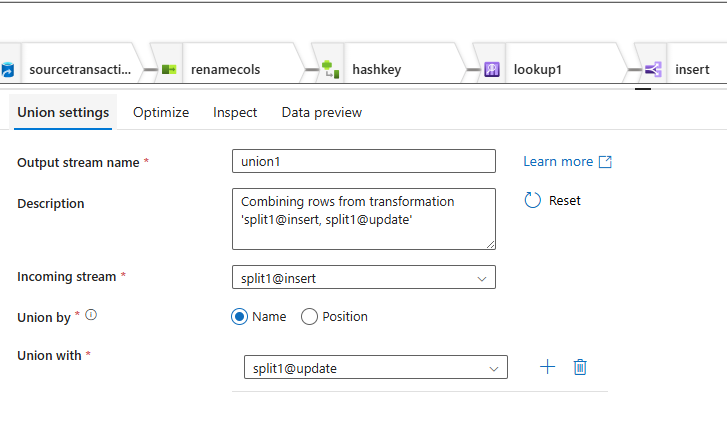 sourcetransacti...
renamecols
hashkey
lookup1
insert
Union settings
Optimize
Inspect
Data preview
Output stream name *
union1
Learn more
Description
Combining rows from transformation
'split1@insert, split1@update'
Reset
Incoming stream *
split1@insert
Union by *
Name
Position
Union with *
split1@update